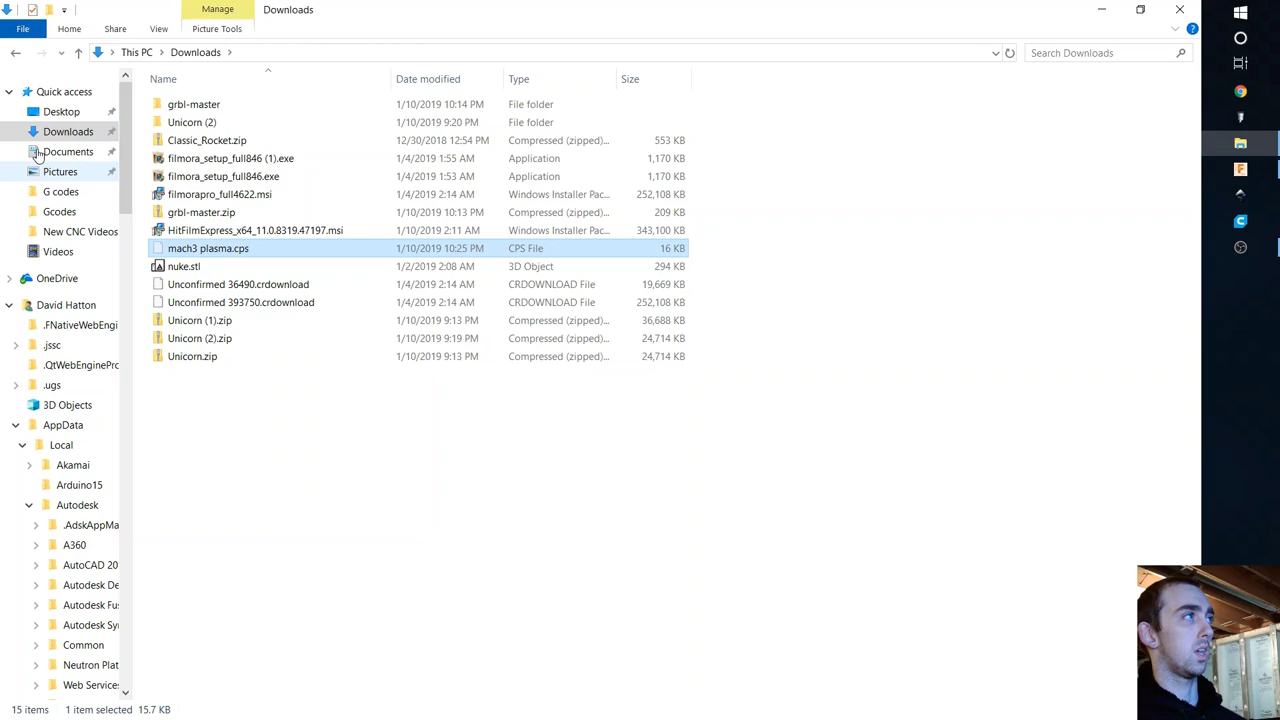 Manage
Downloads
File
Home
Share
View
Picture Tools
This PC
Downloads
Search Downloads
Name
Date modified
Type
Size
grbl-master 1/10/2019 10:14 PM File folder
Unicorn (2) 1/10/2019 9:20 PM File folder
Classic_Rocket.zip 12/30/2018 12:54 PM Compressed (zipped)... 553 KB
filmora_setup_full846 (1).exe 1/4/2019 1:55 AM Application 1,170 KB
filmora_setup_full846.exe 1/4/2019 1:53 AM Application 1,170 KB
filmorapro_full4622.msi 1/4/2019 2:14 AM Windows Installer Pac... 252,108 KB
grbl-master.zip 1/10/2019 10:13 PM Compressed (zipped)... 209 KB
HitFilmExpress_x64_11.0.8319.47197.msi 1/10/2019 2:11 AM Windows Installer Pac... 343,100 KB
mach3 plasma.cps 1/10/2019 10:25 PM CPS File 16 KB
nuke.stl 1/2/2019 2:08 AM 3D Object 294 KB
Unconfirmed 36490.crdownload 1/4/2019 2:14 AM CRDOWNLOAD File 19,669 KB
Unconfirmed 393750.crdownload 1/4/2019 2:14 AM CRDOWNLOAD File 252,108 KB
Unicorn (1).zip 1/10/2019 9:13 PM Compressed (zipped)... 36,688 KB
Unicorn (2).zip 1/10/2019 9:19 PM Compressed (zipped)... 24,714 KB
Unicorn.zip 1/10/2019 9:13 PM Compressed (zipped)... 24,714 KB
Quick access
Desktop
Downloads
Documents
Pictures
G codes
Gcodes
New CNC Videos
Videos
OneDrive
David Hatton
.FNativeWebEngi
.jssc
.QtWebEnginePro
.ugs
3D Objects
AppData
Local
Akamai
Arduino15
Autodesk
.AdskAppMa
A360
AutoCAD 20
Autodesk De
Autodesk Fus
Autodesk Syn
Common
Neutron Plat
Web Services
15 items
1 item selected 15.7 KB